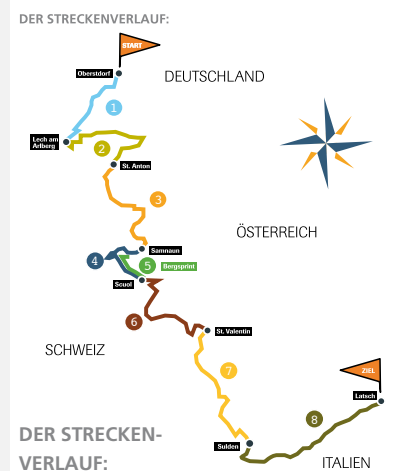 DER STRECKENVERLAUF:
START
Oberstdorf
DEUTSCHLAND
1
Lech am
Arlberg
2
St. Anton
3
ÖSTERREICH
Samnaun
4
5
Bergsprint
Scuol
6
St. Valentin
SCHWEIZ
7
ZIEL
Latsch
8
DER STRECKEN-
VERLAUF:
Sulden
ITALIEN